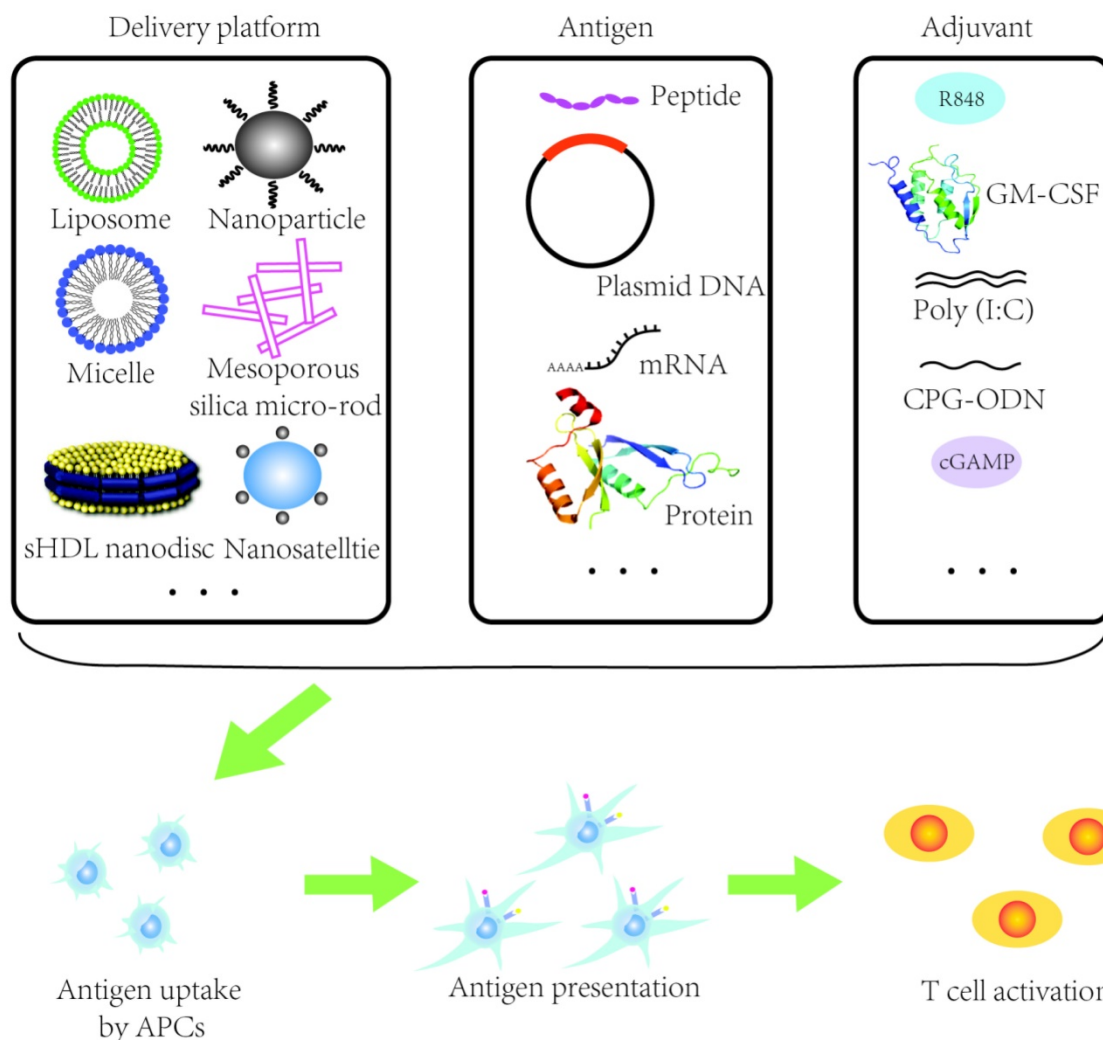 Delivery platform
Antigen
Adjuvant
Liposome
Nanoparticle
Micelle
Mesoporous
silica micro-rod
sHDL nanodisc
Nanosatelltie
. . .
Peptide
Plasmid DNA
AAAA
mRNA
Protein
. . .
R848
GM-CSF
Poly (I:C)
CPG-ODN
cGAMP
. . .
Antigen uptake
by APCs
Antigen presentation
T cell activation